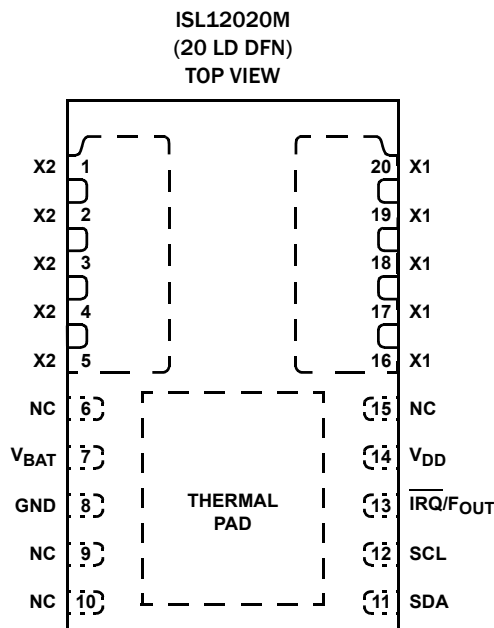 ISL12020M
(20 LD DFN)
TOP VIEW
X2 1 20 X1
X2 2 19 X1
X2 3 18 X1
X2 4 17 X1
X2 5 16 X1
NC 6 15 NC
VBAT 7 14 VDD
GND 8 THERMAL 13 IRQ/FOUT
PAD
NC 9 12 SCL
NC 10 11 SDA